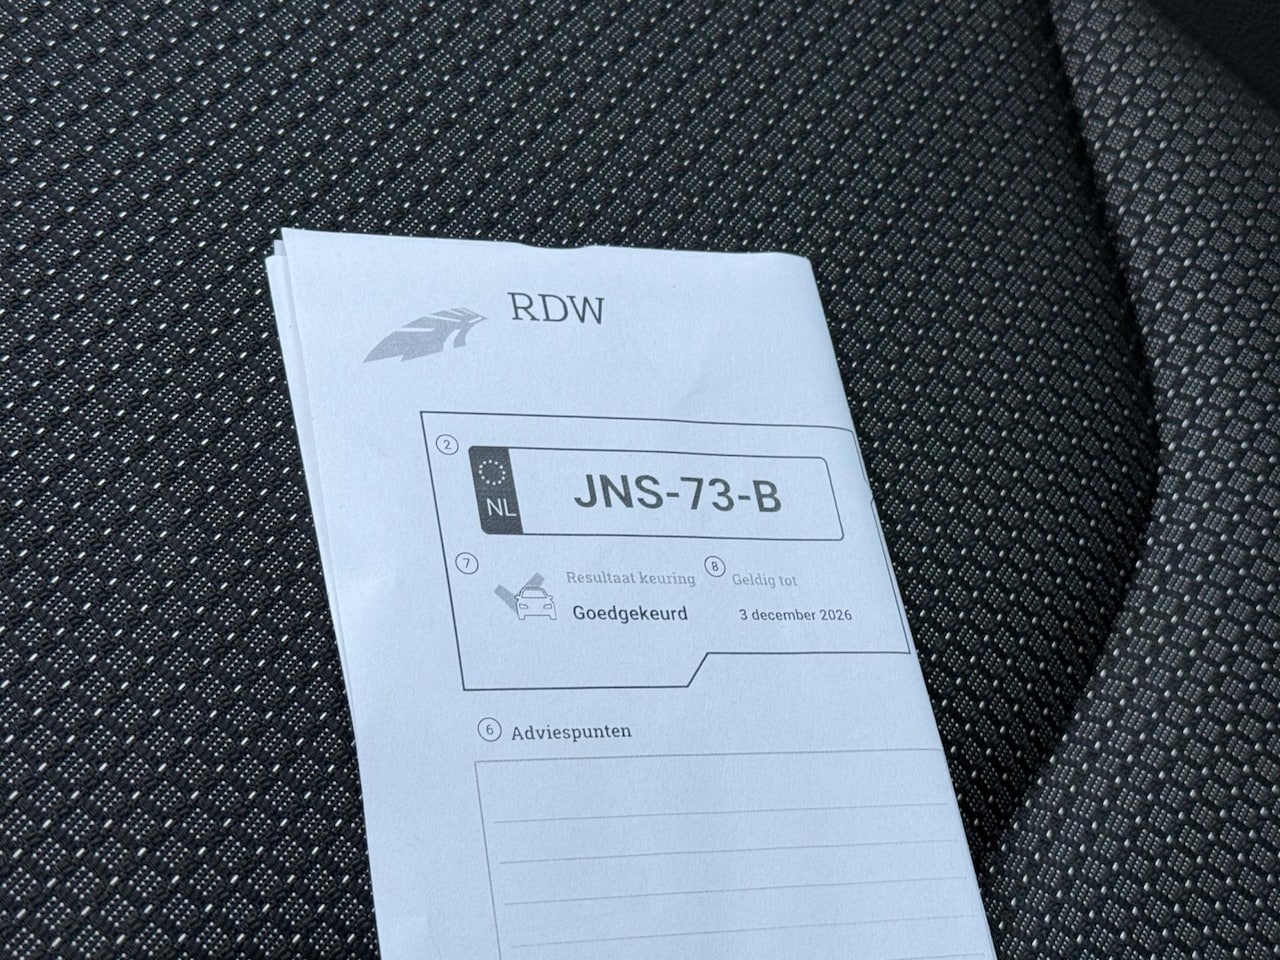 RDW
2
NL
JNS-73-B
7
Resultaat keuring
8
Geldig tot
Goedgekeurd
3 december 2026
6 Adviespunten